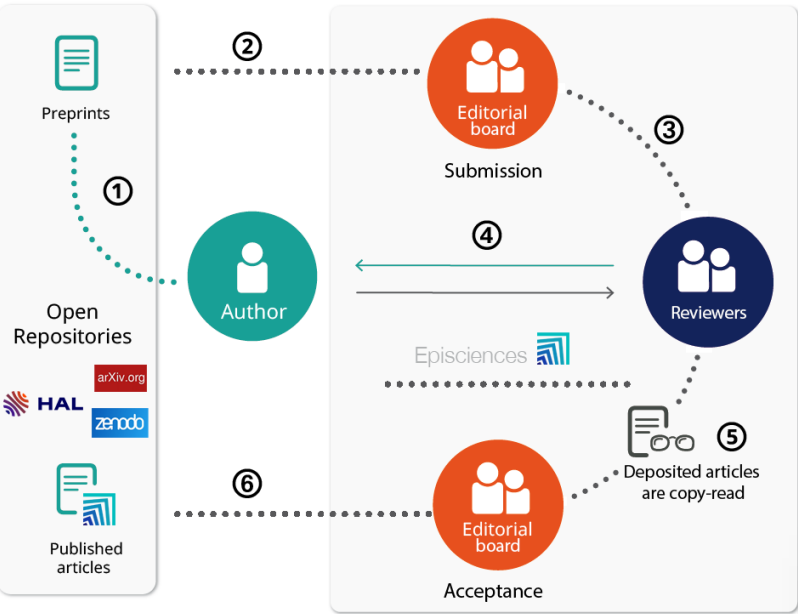 Preprints
①
Open
Repositories
arXiv.org
HAL
zenodo
Published
articles
②
Author
⑥
Editorial
board
Submission
③
④
Reviewers
Episciences
⑤
Deposited articles
are copy-read
Editorial
board
Acceptance